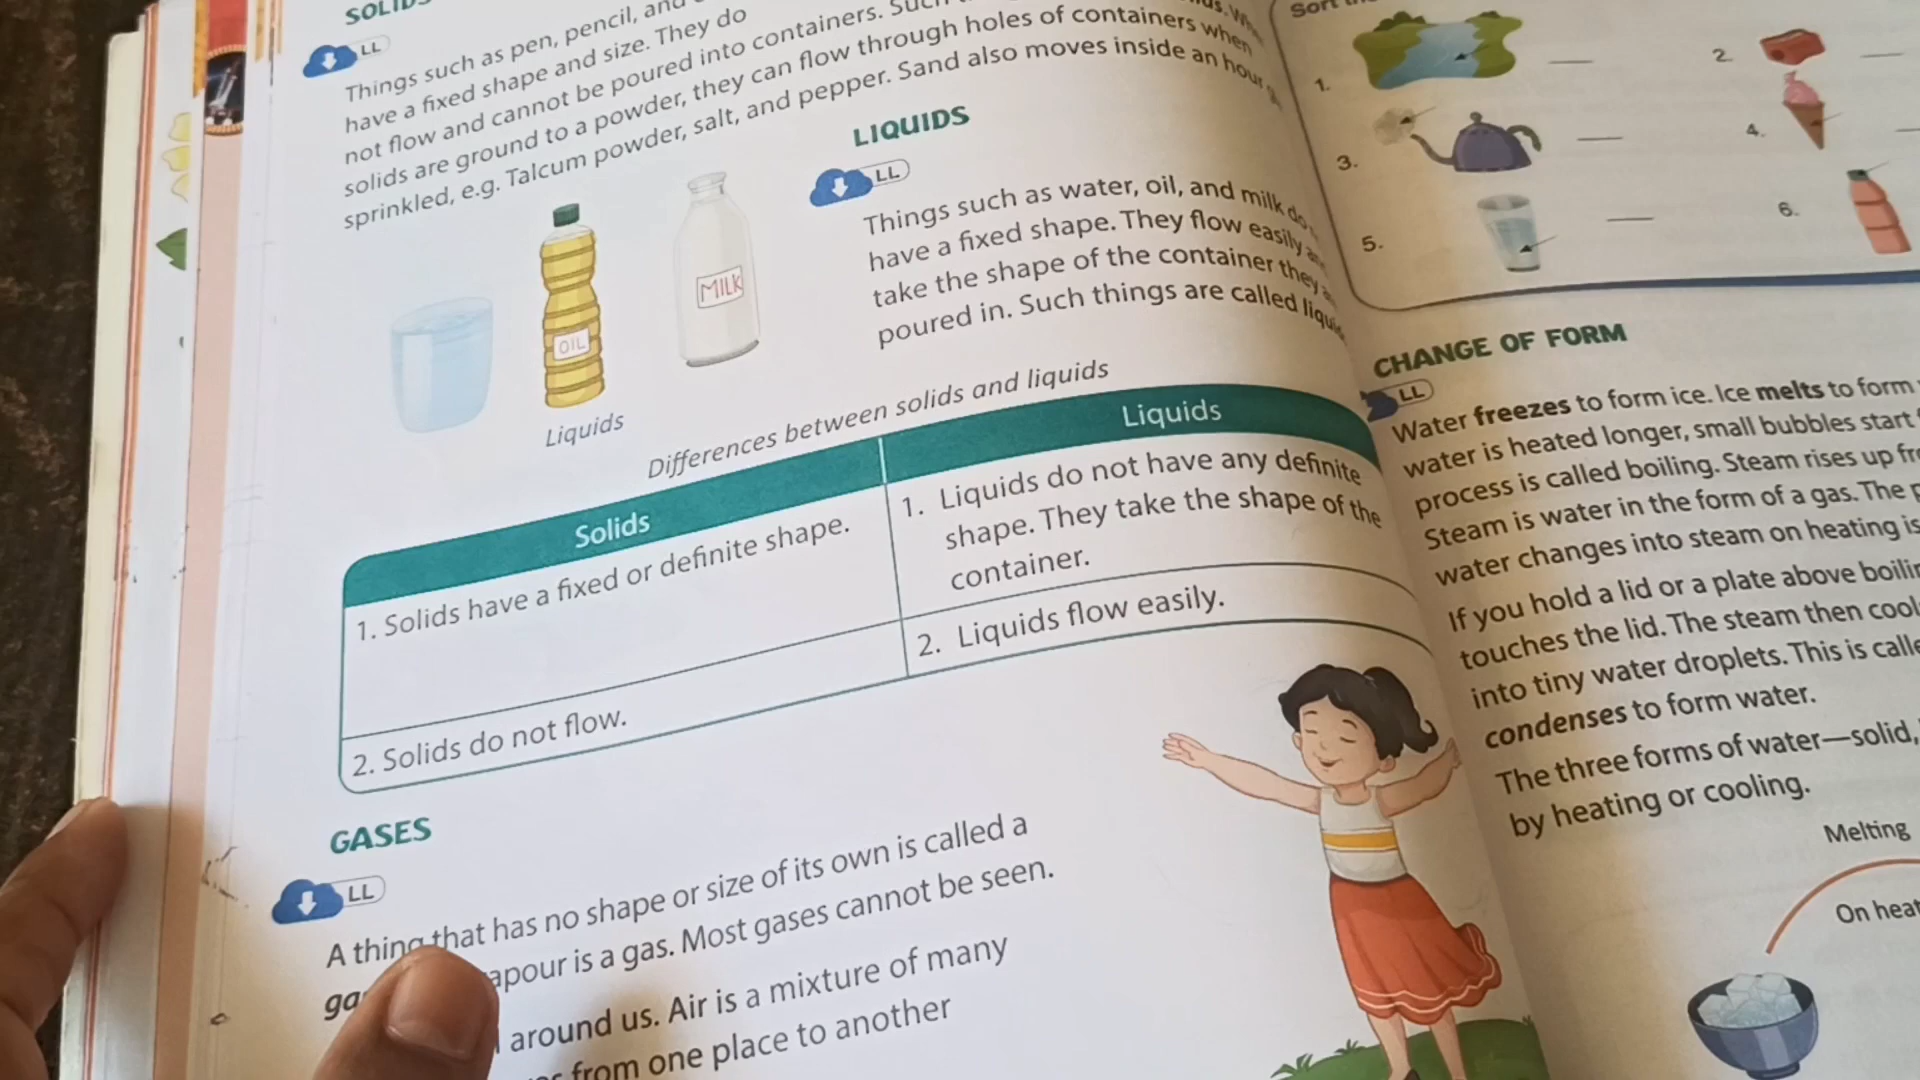 SOLIDS
LL
Things such as pen, pencil, and
have a fixed shape and size. They do
not flow and cannot be poured into containers. Such
solids are ground to a powder, they can flow through holes of containers when
sprinkled, e.g. Talcum powder, salt, and pepper. Sand also moves inside an hour
LIQUIDS
LL
Things such as water, oil, and milk do
have a fixed shape. They flow easily
take the shape of the container they
poured in. Such things are called
OIL
MILK
Liquids
Differences between solids and liquids
Solids
Liquids
1. Solids have a fixed or definite shape.
1. Liquids do not have any definite
shape. They take the shape of the
container.
2. Solids do not flow.
2. Liquids flow easily.
GASES
LL
A thing that has no shape or size of its own is called a
apour is a gas. Most gases cannot be seen.
around us. Air is a mixture of many
from one place to another
Sort
1.
2.
3.
4.
5.
6.
CHANGE OF FORM
LL
Water freezes to form ice. Ice melts to form
water is heated longer, small bubbles start
process is called boiling. Steam rises up
Steam is water in the form of a gas. The
water changes into steam on heating is
If you hold a lid or a plate above
touches the lid. The steam then
into tiny water droplets. This is
condenses to form water.
The three forms of water—solid,
by heating or cooling.
Melting
On